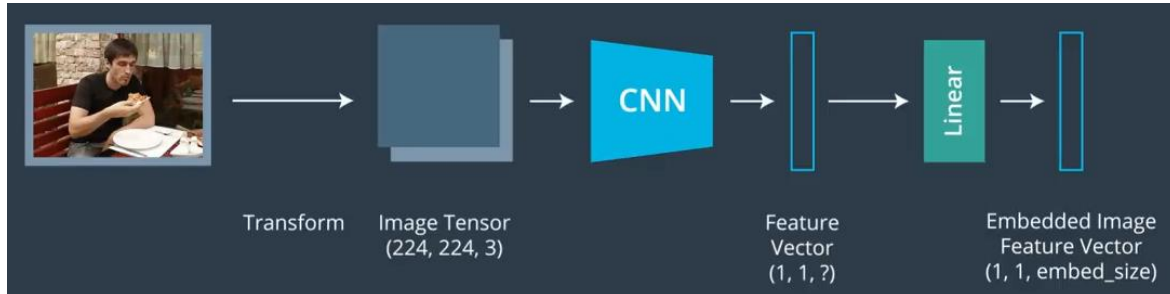 CNN
Linear
Transform
Image Tensor
(224, 224, 3)
Feature
Vector
(1, 1, ?)
Embedded Image
Feature Vector
(1, 1, embed_size)